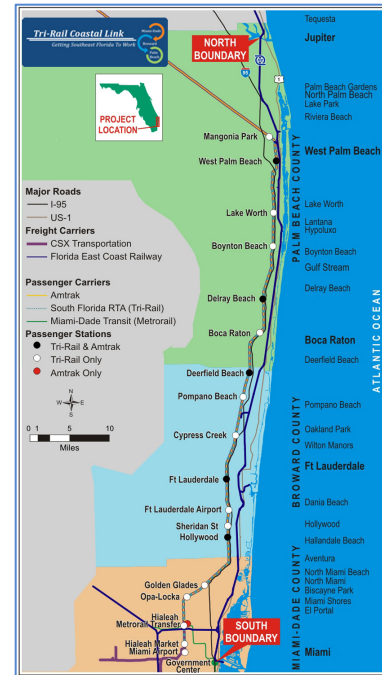 Tri-Rail Coastal Link
Getting Southeast Florida To Work
Miami-Dade
Broward
Tequesta
Jupiter
NORTH
BOUNDARY
95
1
PROJECT
LOCATION
Palm Beach Gardens
North Palm Beach
Lake Park
Riviera Beach
Mangonia Park
West Palm Beach
West Palm Beach
PALM BEACH COUNTY
Major Roads
I-95
US-1
Freight Carriers
CSX Transportation
Florida East Coast Railway
Passenger Carriers
Amtrak
South Florida RTA (Tri-Rail)
Miami-Dade Transit (Metrorail)
Passenger Stations
Tri-Rail & Amtrak
Tri-Rail Only
Amtrak Only
N
W E
S
0 1 5 10
Miles
Lake Worth
Lake Worth
Lantana
Hypoluxo
Boynton Beach
Boynton Beach
Gulf Stream
Delray Beach
Delray Beach
Boca Raton
Boca Raton
Deerfield Beach
Deerfield Beach
ATLANTIC OCEAN
Pompano Beach
Pompano Beach
Cypress Creek
Oakland Park
Wilton Manors
BROWARD COUNTY
Ft Lauderdale
Ft Lauderdale
Dania Beach
Ft Lauderdale Airport
Sheridan St
Hollywood
Hollywood
Hallandale Beach
Aventura
MIAMI-DADE COUNTY
North Miami Beach
North Miami
Biscayne Park
Miami Shores
El Portal
Golden Glades
Opa-Locka
Hialeah
Metrorail Transfer
Hialeah Market
Miami Airport
Government
Center
SOUTH
BOUNDARY
Miami